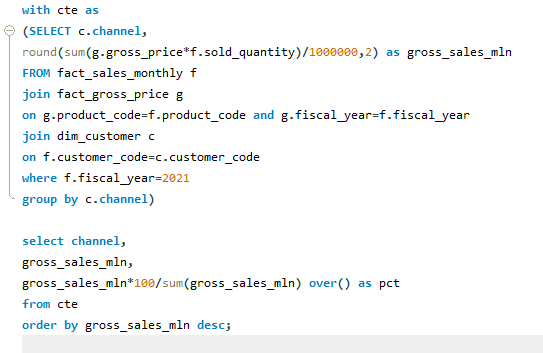 with cte as
(SELECT c.channel,
round(sum(g.gross_price*f.sold_quantity)/1000000,2) as gross_sales_mln
FROM fact_sales_monthly f
join fact_gross_price g
on g.product_code=f.product_code and g.fiscal_year=f.fiscal_year
join dim_customer c
on f.customer_code=c.customer_code
where f.fiscal_year=2021
group by c.channel)
select channel,
gross_sales_mln,
gross_sales_mln*100/sum(gross_sales_mln) over() as pct
from cte
order by gross_sales_mln desc;